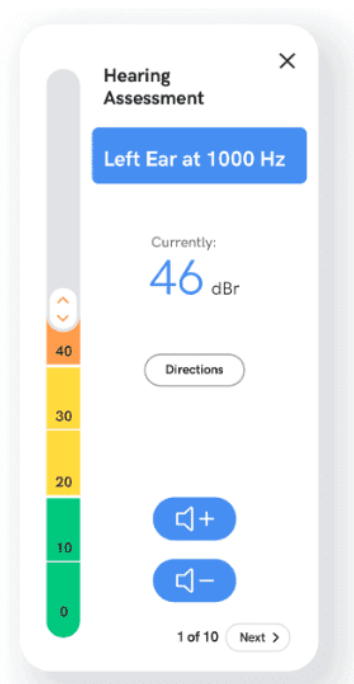 Hearing
Assessment
Left Ear at 1000 Hz
Currently:
46 dBr
Directions
40
30
20
10
0
1 of 10
Next >